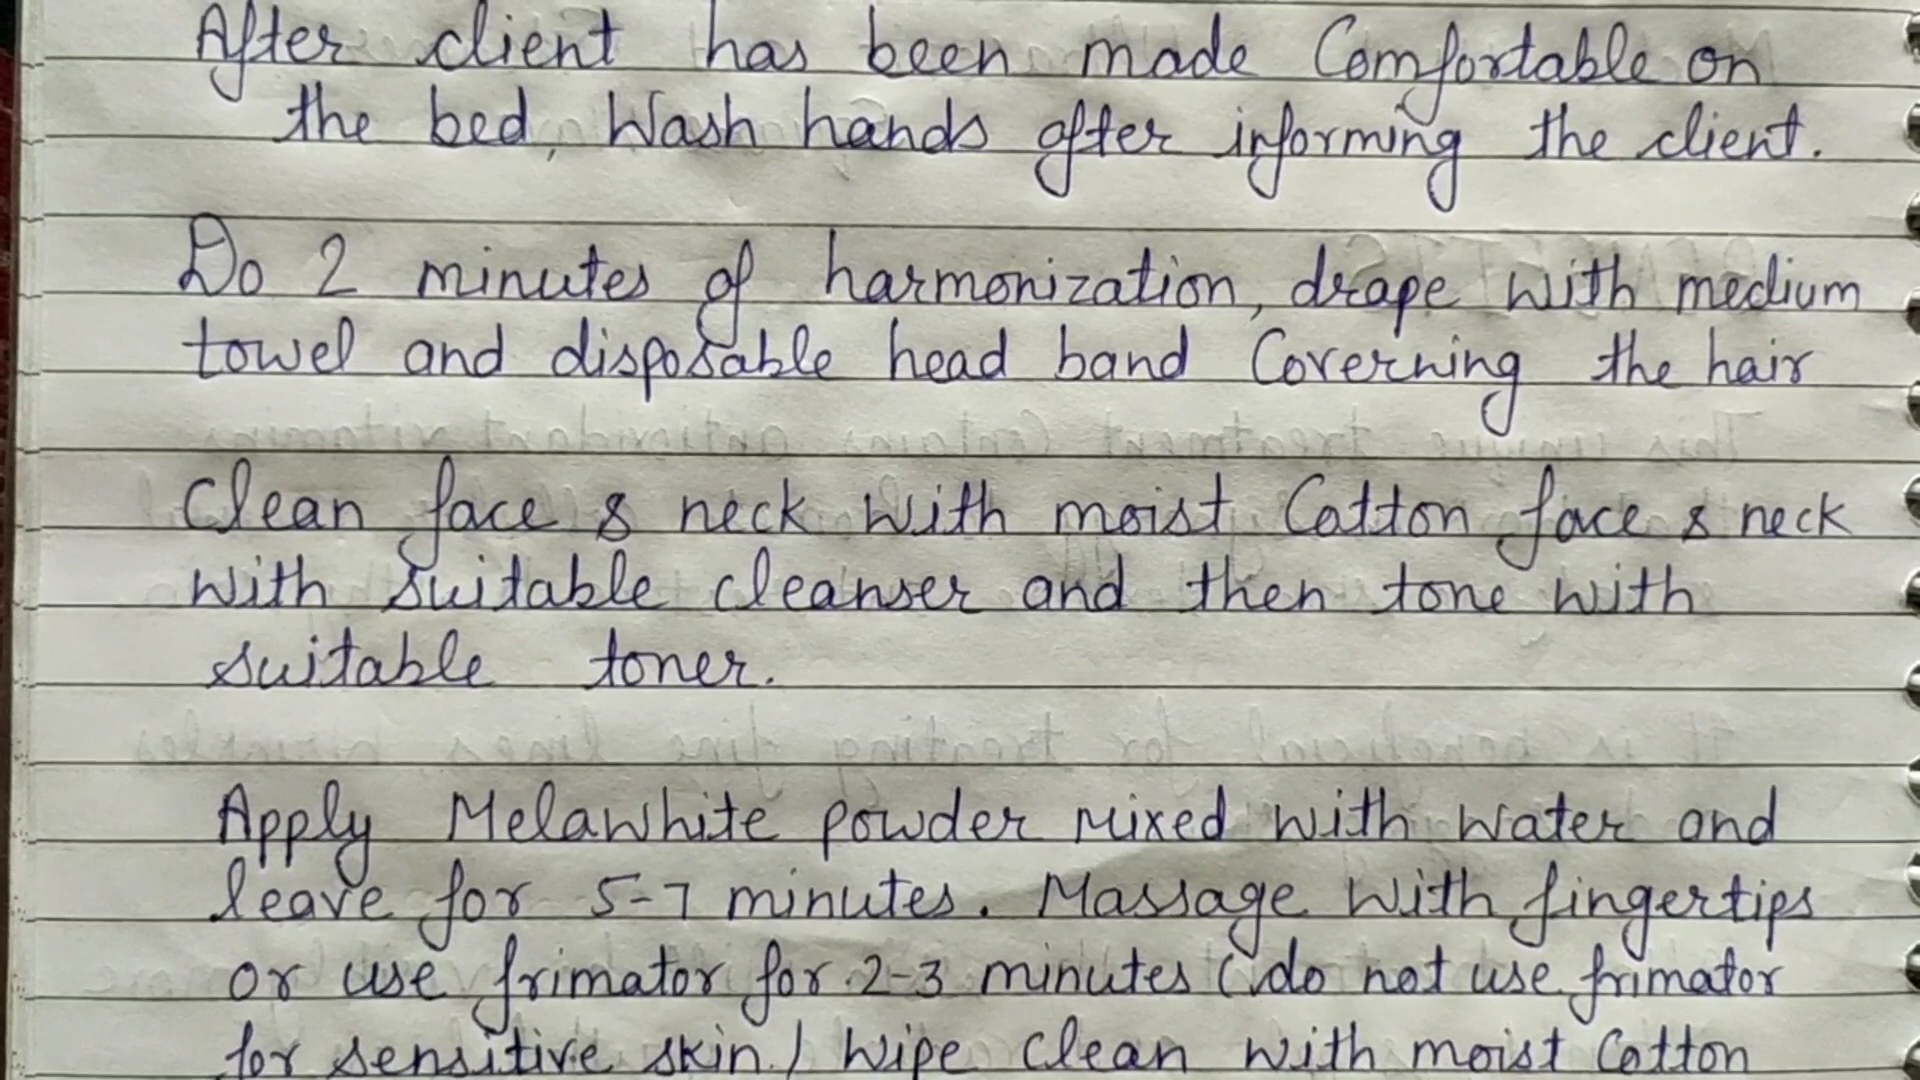 After client has been made Comfortable on
the bed, Wash hands after informing the client.
Do 2 minutes of harmonization, drape with medium
towel and disposable head band Coverning the hair
Clean face & neck with moist Cotton face & neck
with suitable cleanser and then tone with
suitable toner.
Apply Melawhite powder mixed with water and
leave for 5-7 minutes. Massage with fingertips
or use frimator for 2-3 minutes (do not use frimator
for sensitive skin) Wipe clean with moist Cotton